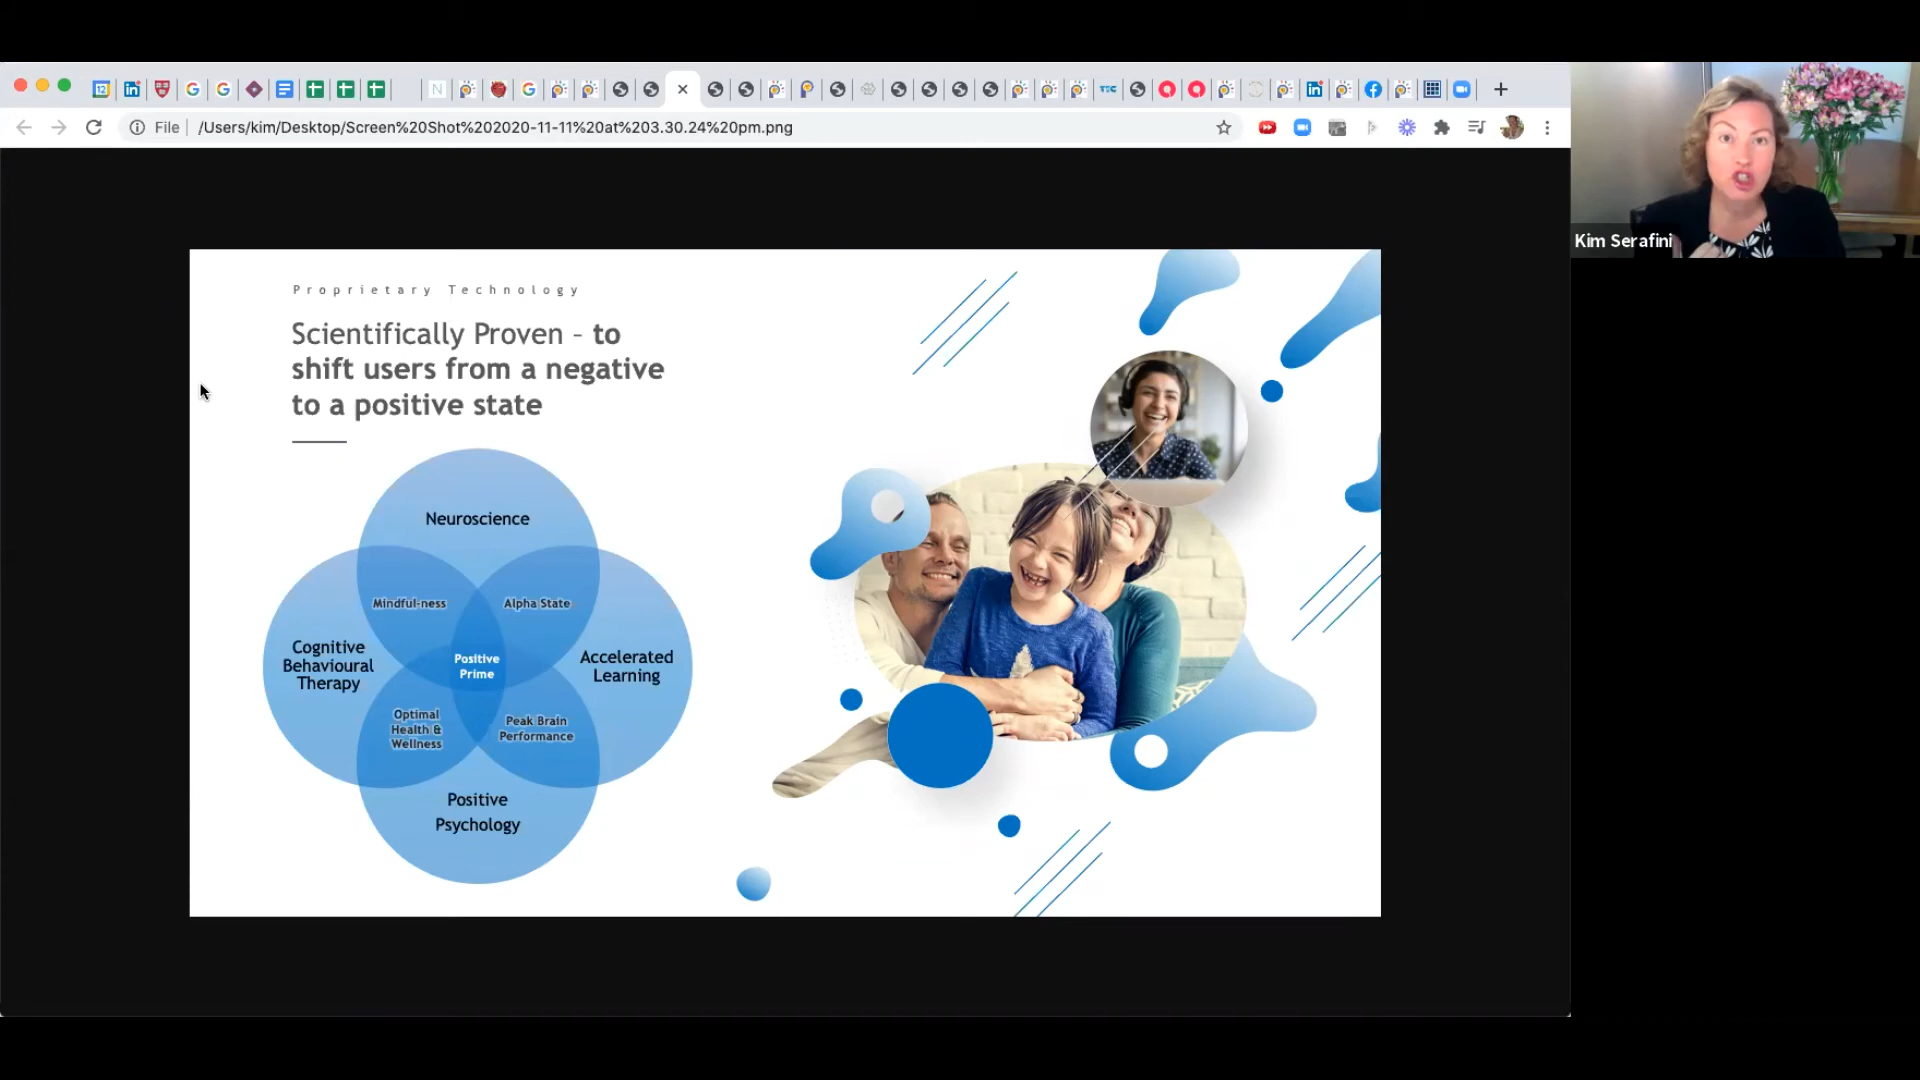 File
/Users/kim/Desktop/Screen%20Shot%202020-11-11%20at%203.30.24%20pm.png
Kim Serafini
Proprietary Technology
Scientifically Proven – to
shift users from a negative
to a positive state
Neuroscience
Mindful-ness
Alpha State
Cognitive
Behavioural
Therapy
Positive
Prime
Accelerated
Learning
Optimal
Health &
Wellness
Peak Brain
Performance
Positive
Psychology